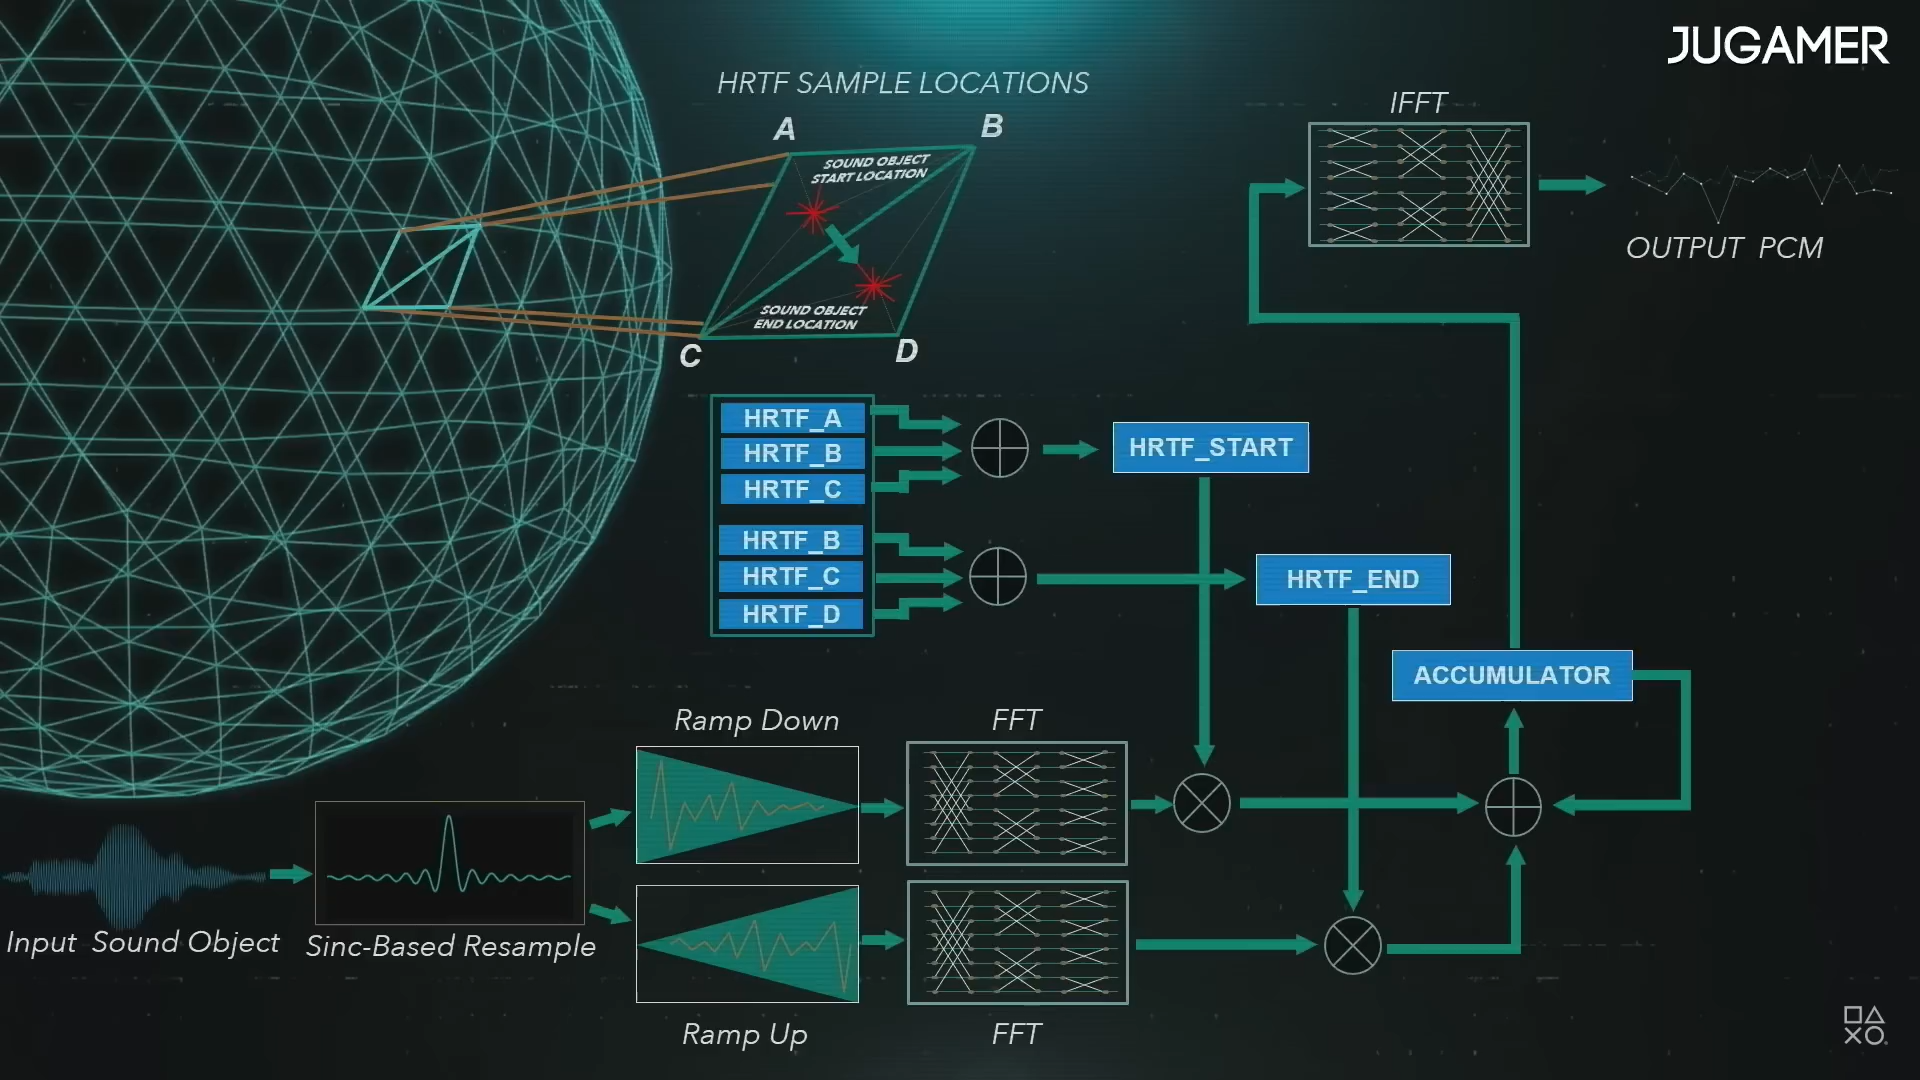 JUGAMER
HRTF SAMPLE LOCATIONS
A
B
SOUND OBJECT
START LOCATION
SOUND OBJECT
END LOCATION
C
D
IFFT
OUTPUT PCM
HRTF_A
HRTF_B
HRTF_C
HRTF_START
HRTF_B
HRTF_C
HRTF_D
HRTF_END
ACCUMULATOR
Ramp Down
FFT
Input Sound Object
Sinc-Based Resample
Ramp Up
FFT